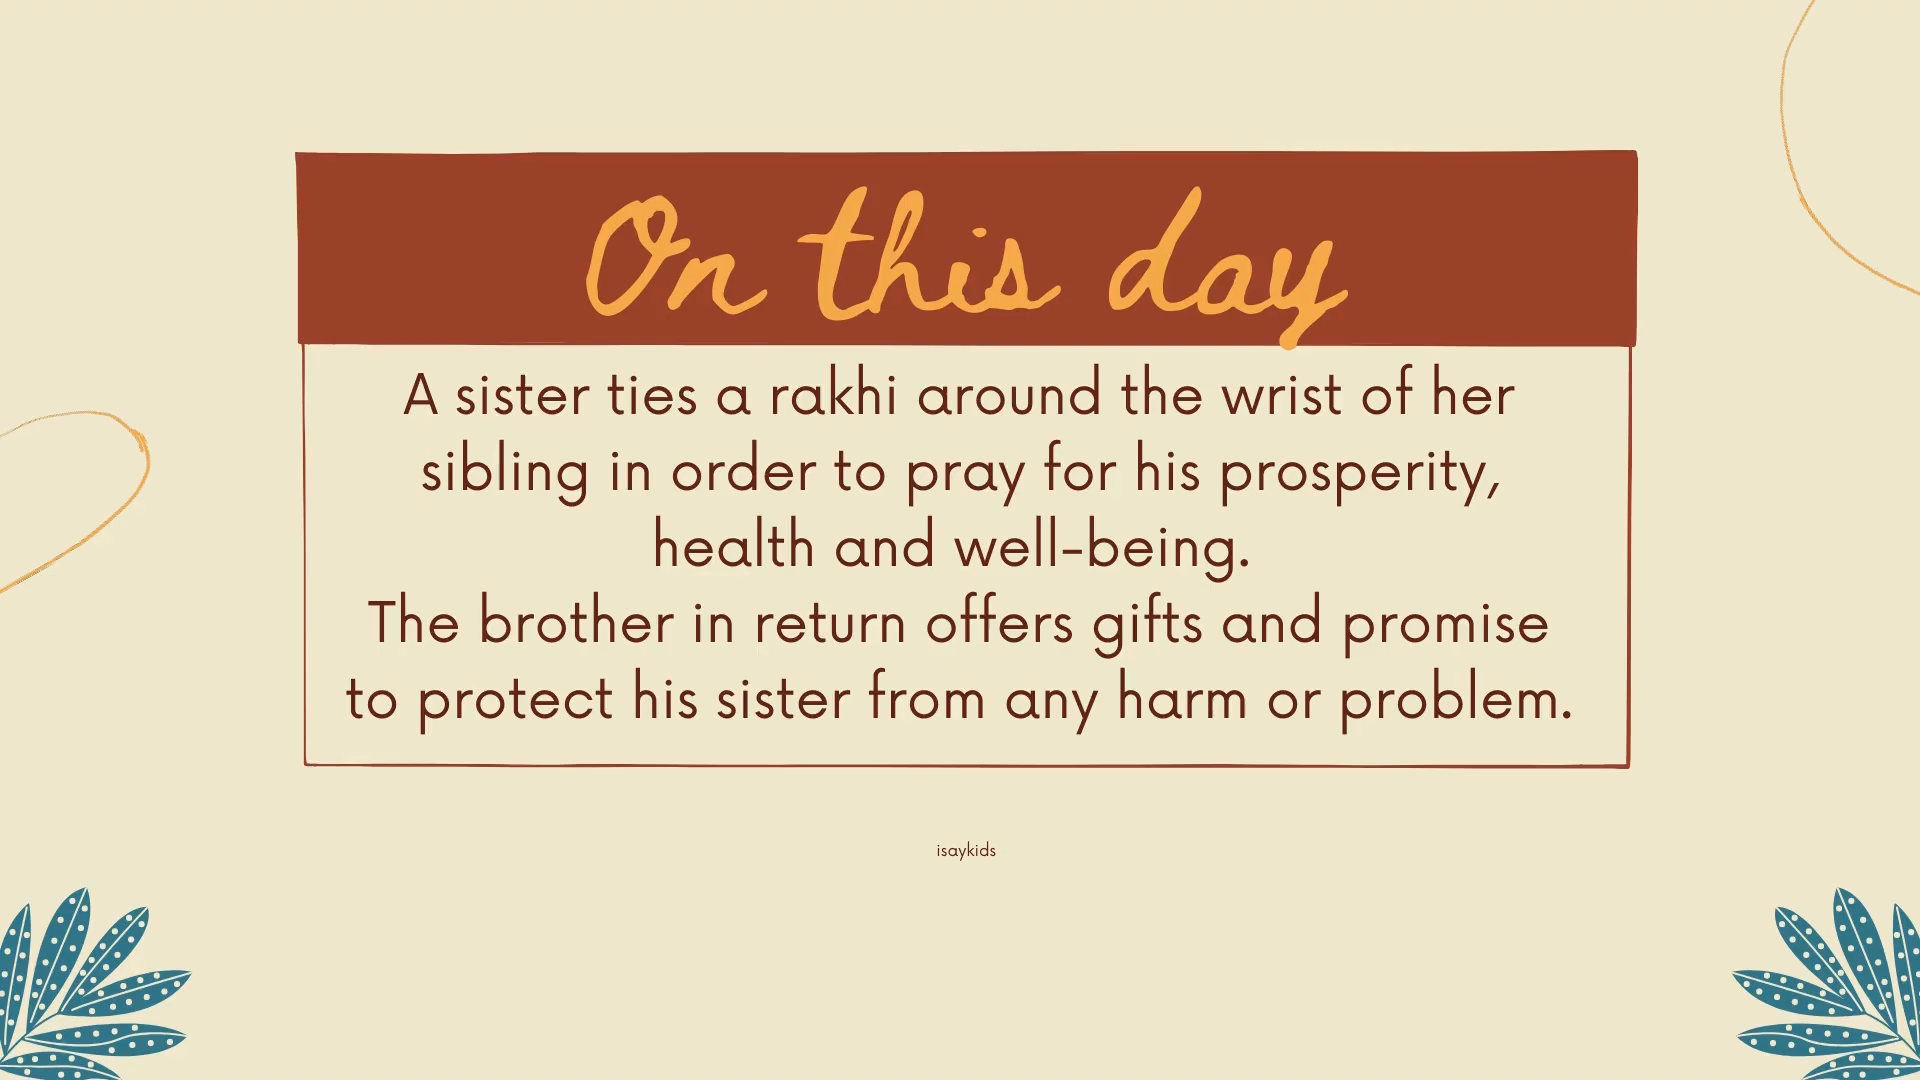 On this day
A sister ties a rakhi around the wrist of her
sibling in order to pray for his prosperity,
health and well-being.
The brother in return offers gifts and promise
to protect his sister from any harm or problem.
isaykids